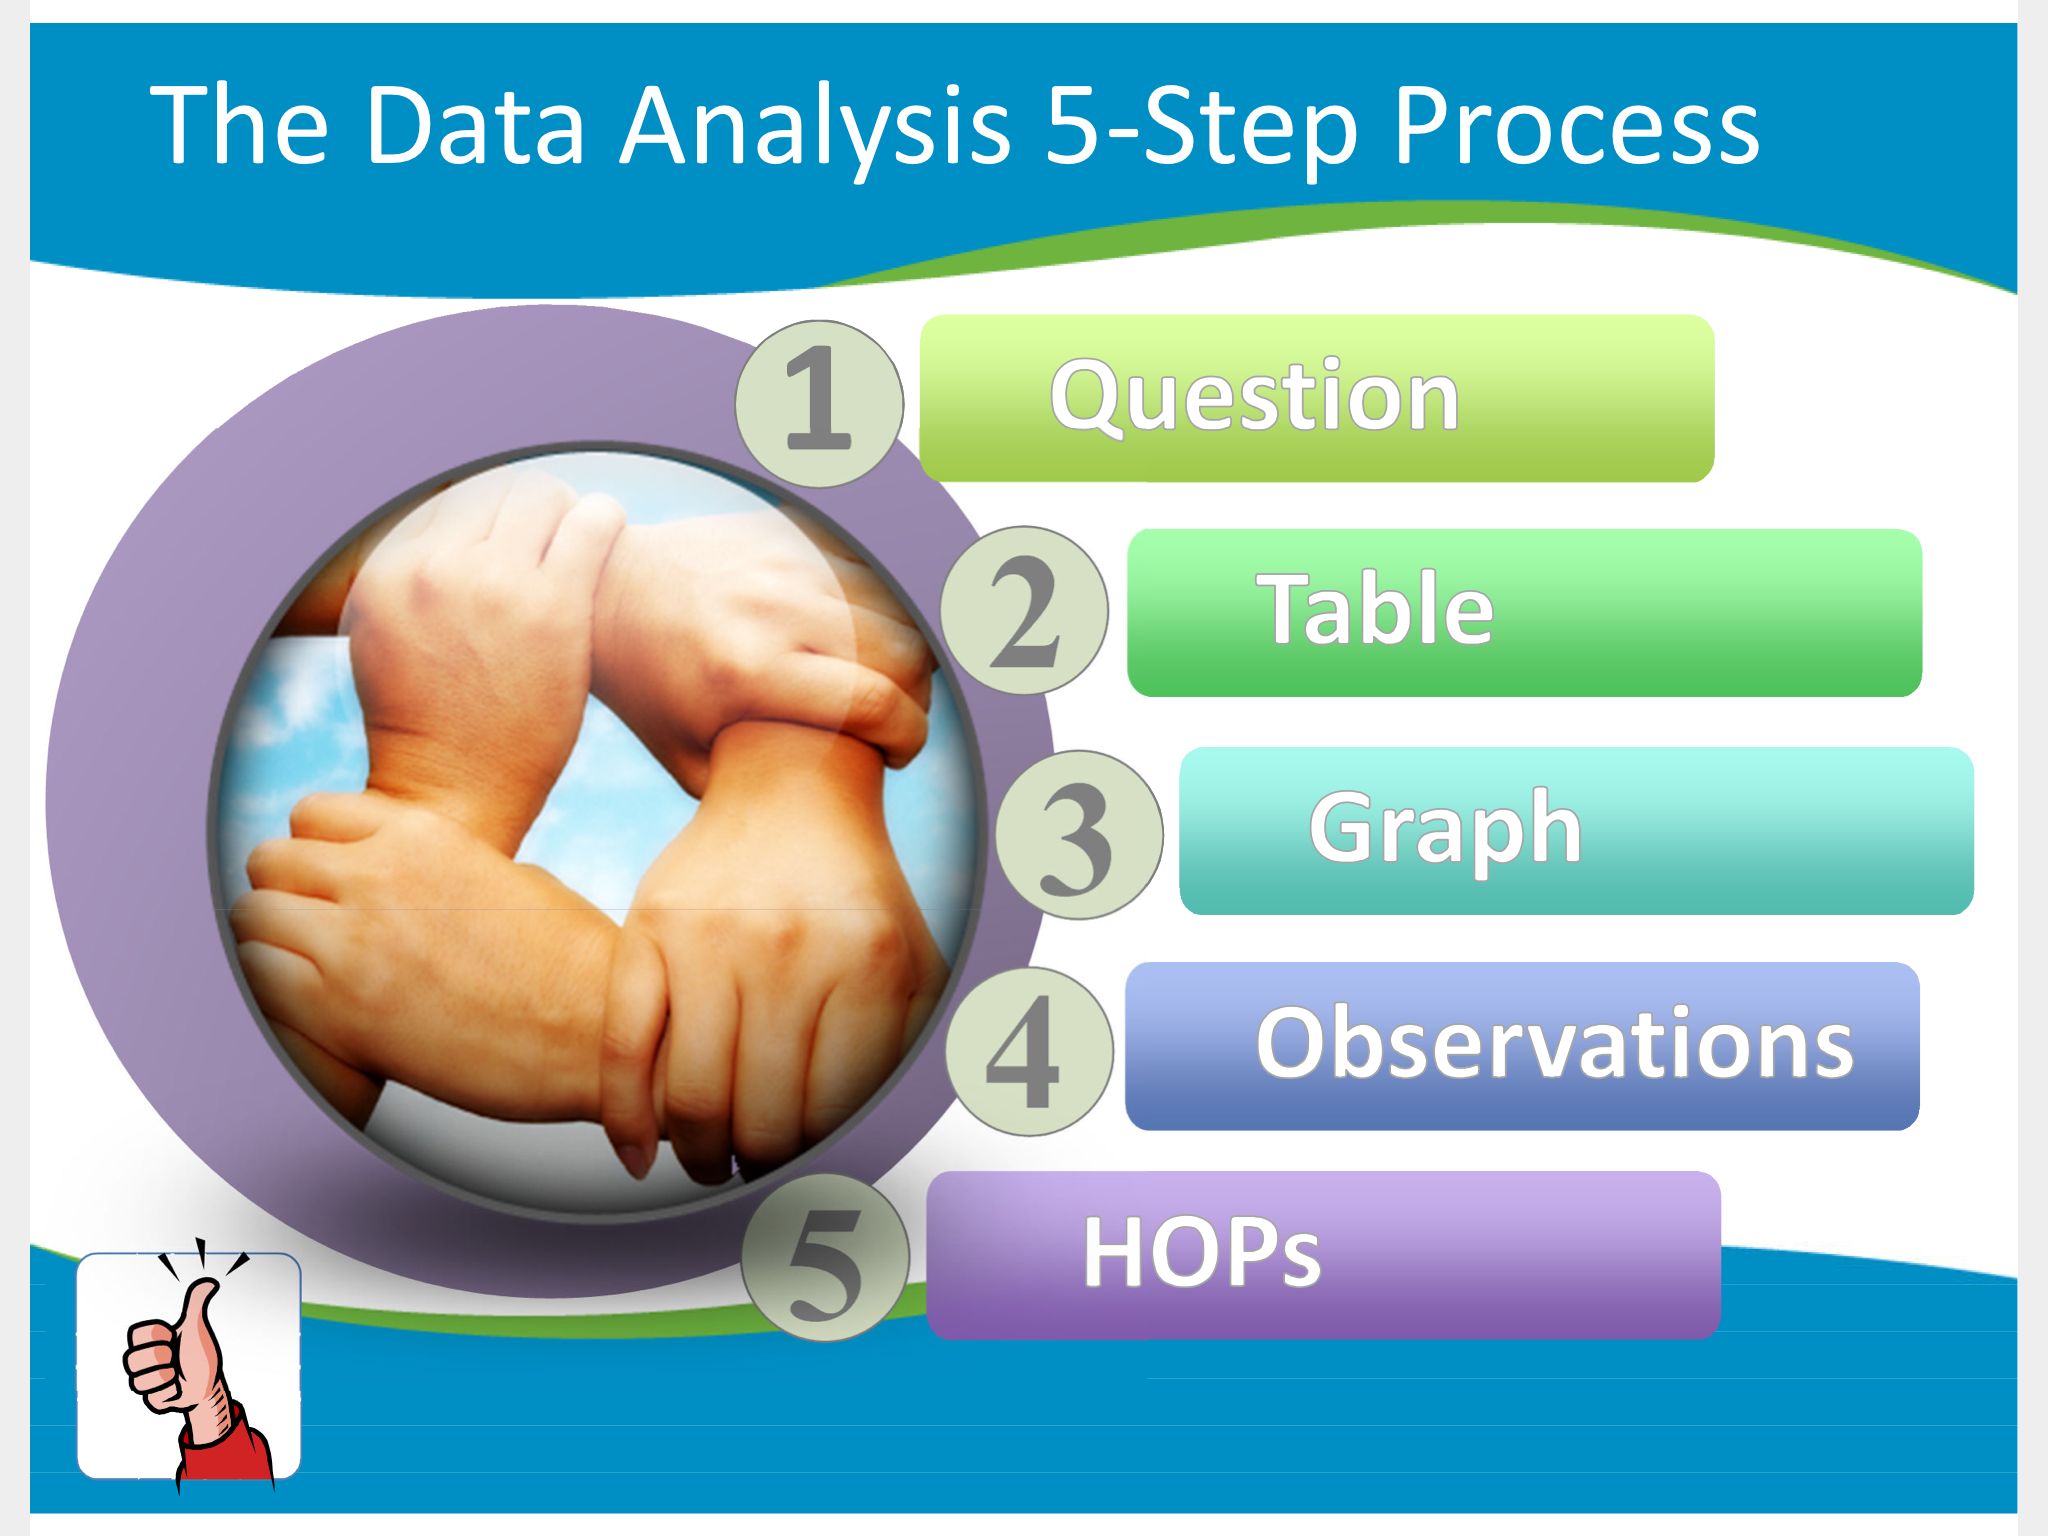 The Data Analysis 5-Step Process
1 Question
2 Table
3 Graph
4 Observations
5 HOPs